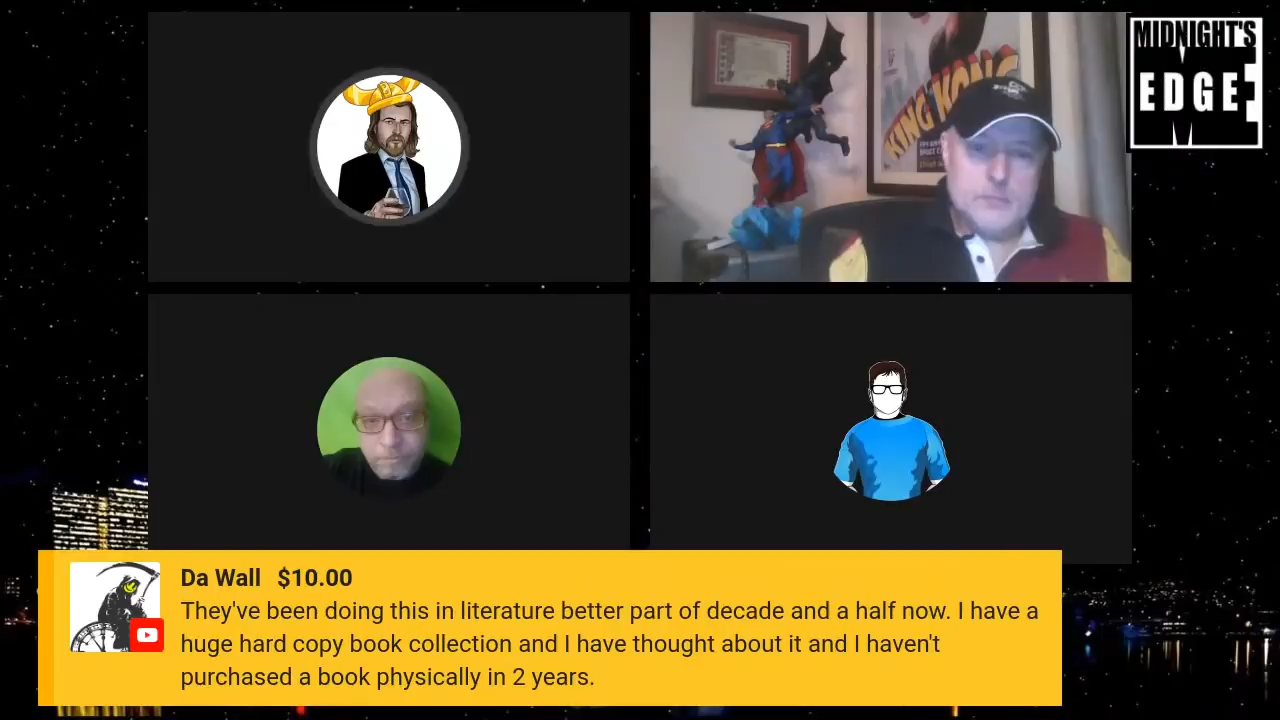 MIDNIGHT'S
EDGE
KING KONG
Da Wall $10.00
They've been doing this in literature better part of decade and a half now. I have a
huge hard copy book collection and I have thought about it and I haven't
purchased a book physically in 2 years.